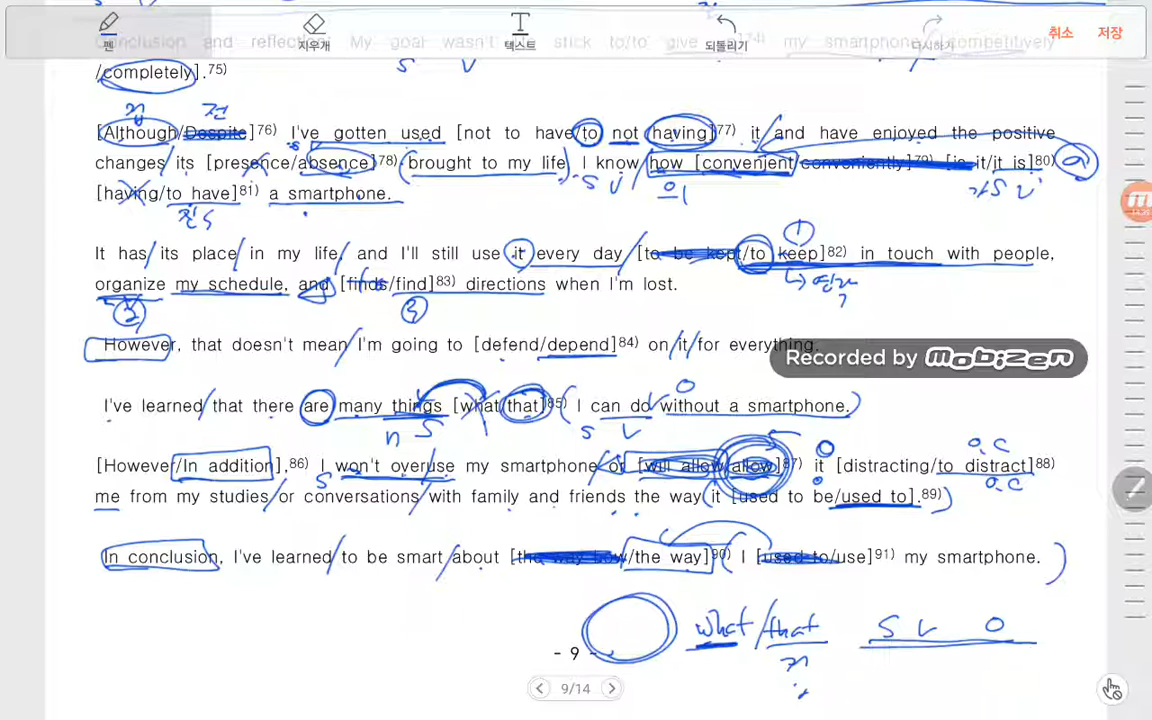 펜
지우개
텍스트
되돌리기
다시하기
취소
저장
Conclusion and reflection: My goal wasn't stick to/to give my smartphone competitively
/completely].75)
S V
접 전
[Although/Despite]76) I've gotten used [not to have/to not having]77) it and have enjoyed the positive
changes its [presence/absence]78) brought to my life. I know how [convenient/conveniently]79) [is it/it is]80)
S V 가S V
[having/to have]81) a smartphone.
진S
①
It has its place in my life, and I'll still use it every day [to be kept/to keep]82) in touch with people,
organize my schedule, and [finds/find]83) directions when I'm lost.
② ③
However, that doesn't mean I'm going to [defend/depend]84) on it for everything.
Recorded by mobizen
O
I've learned that there are many things [what/that]85) I can do without a smartphone.
n S S V
O.C
[However/In addition],86) I won't overuse my smartphone or [will allow/allow]87) it [distracting/to distract]88)
S O.C
me from my studies or conversations with family and friends the way it [used to be/used to].89)
In conclusion, I've learned to be smart about [the way how/the way]90) I [used to/use]91) my smartphone.
what/that S V O
- 9 -
9/14